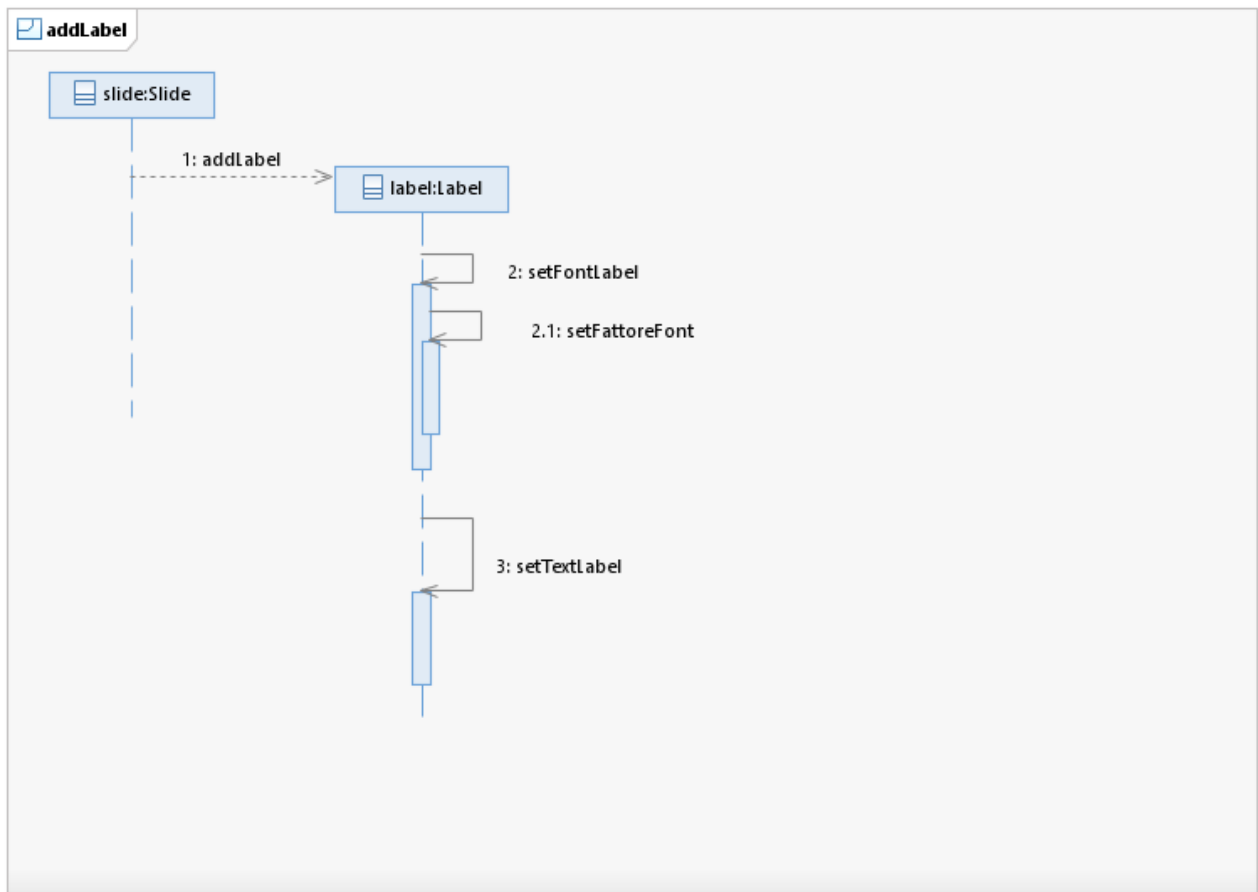 addLabel
slide:Slide
1: addLabel
label:Label
2: setFontLabel
2.1: setFattoreFont
3: setTextLabel